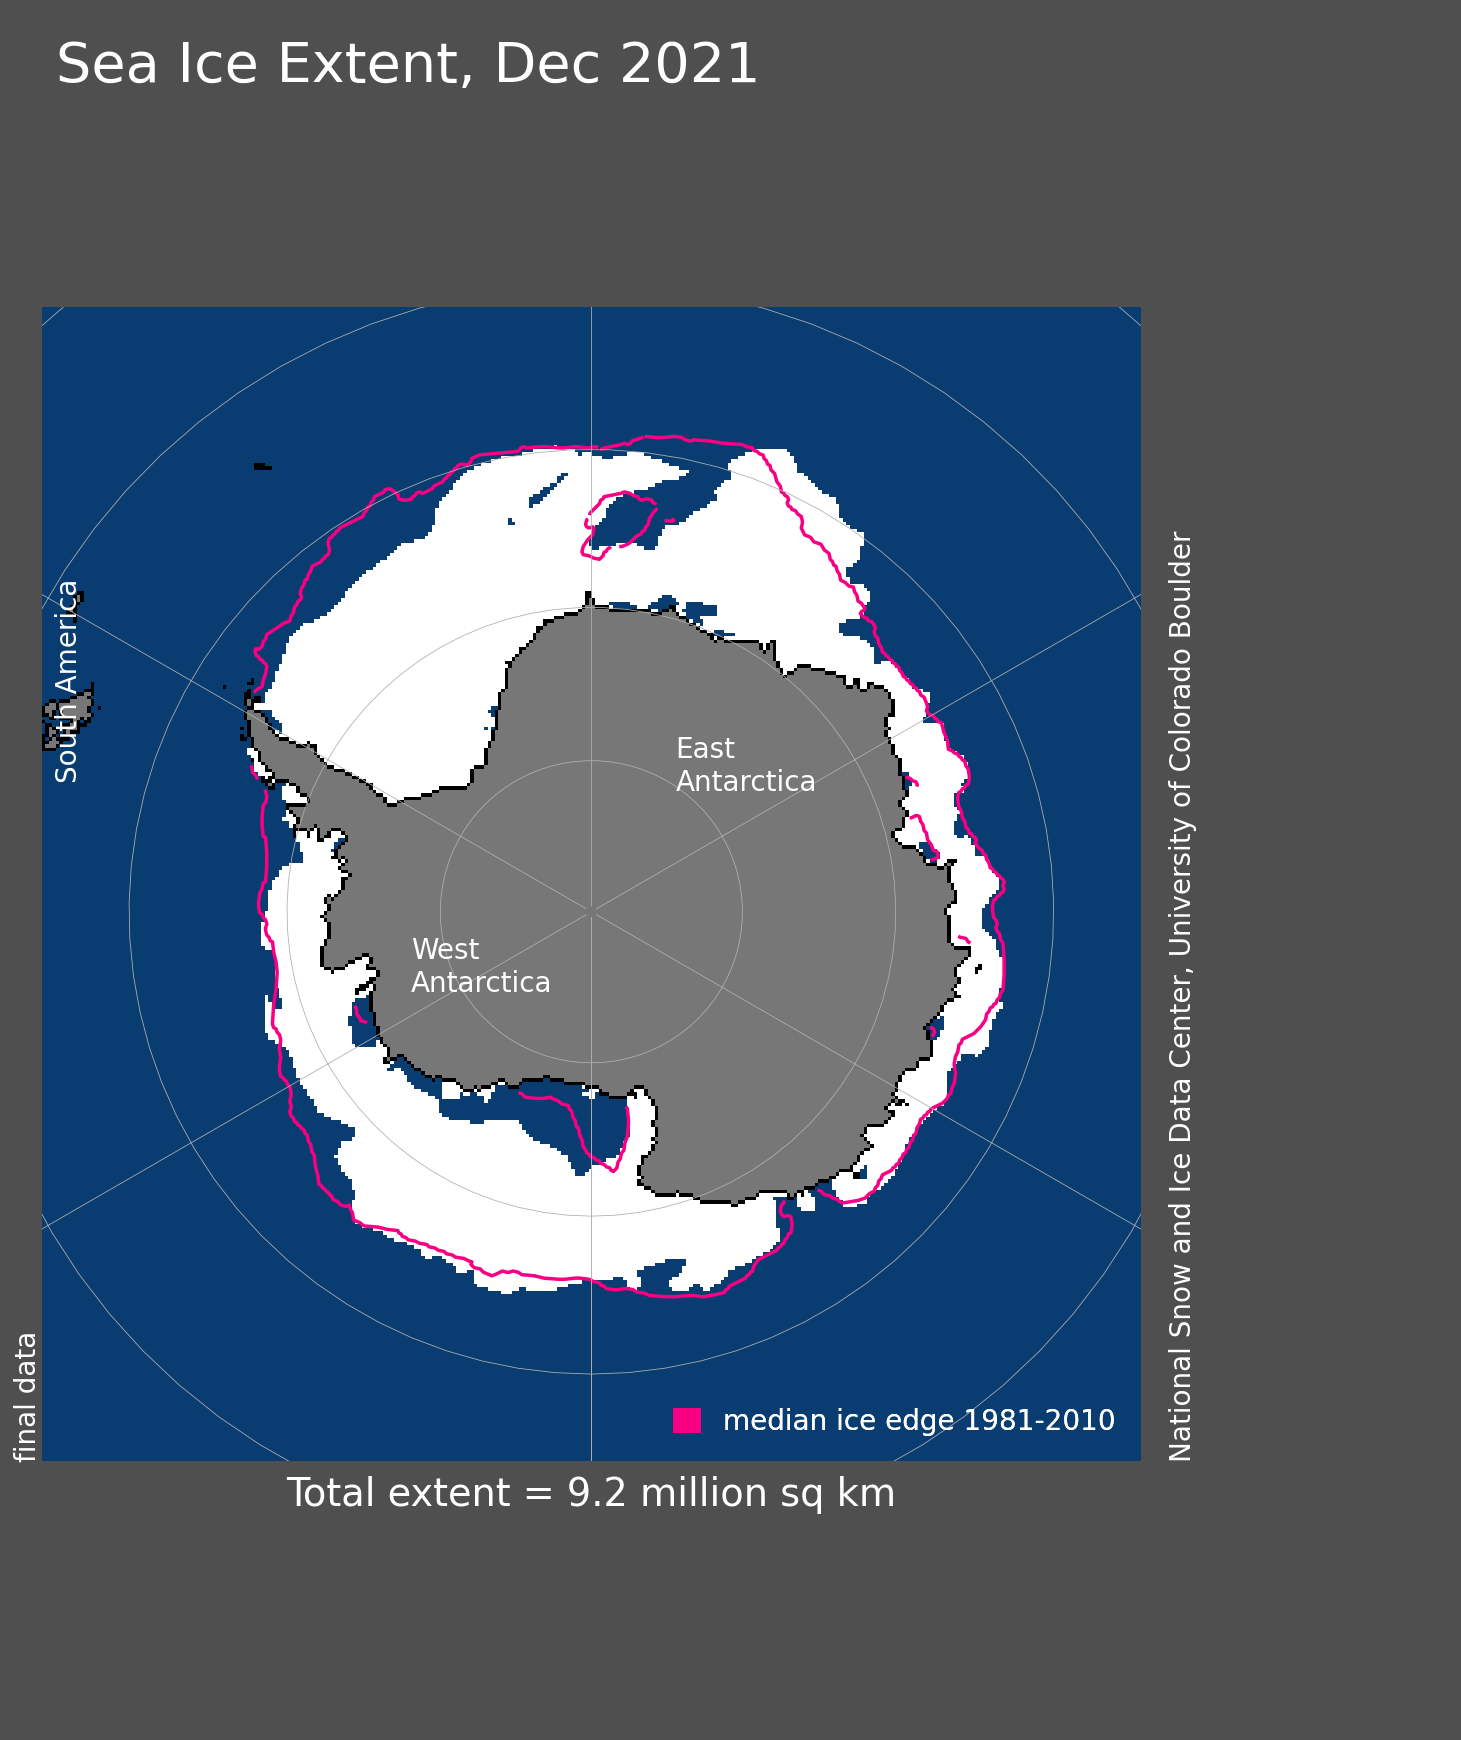 Sea Ice Extent, Dec 2021
South America
East
Antarctica
West
Antarctica
National Snow and Ice Data Center, University of Colorado Boulder
final data
median ice edge 1981-2010
Total extent = 9.2 million sq km